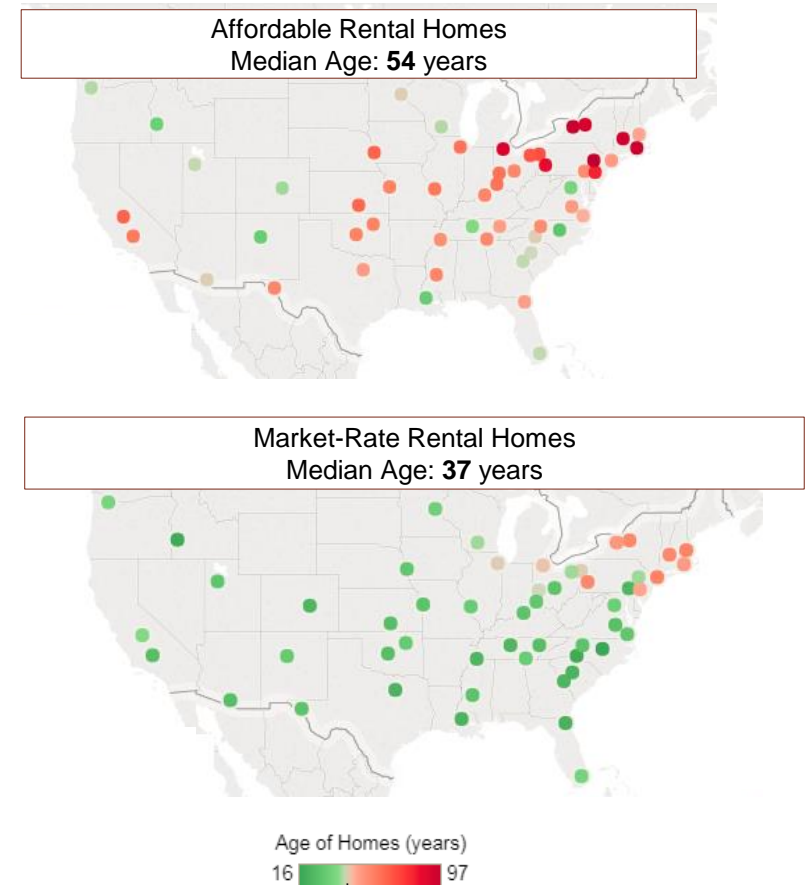 Affordable Rental Homes
Median Age: 54 years
Market-Rate Rental Homes
Median Age: 37 years
Age of Homes (years)
16 97